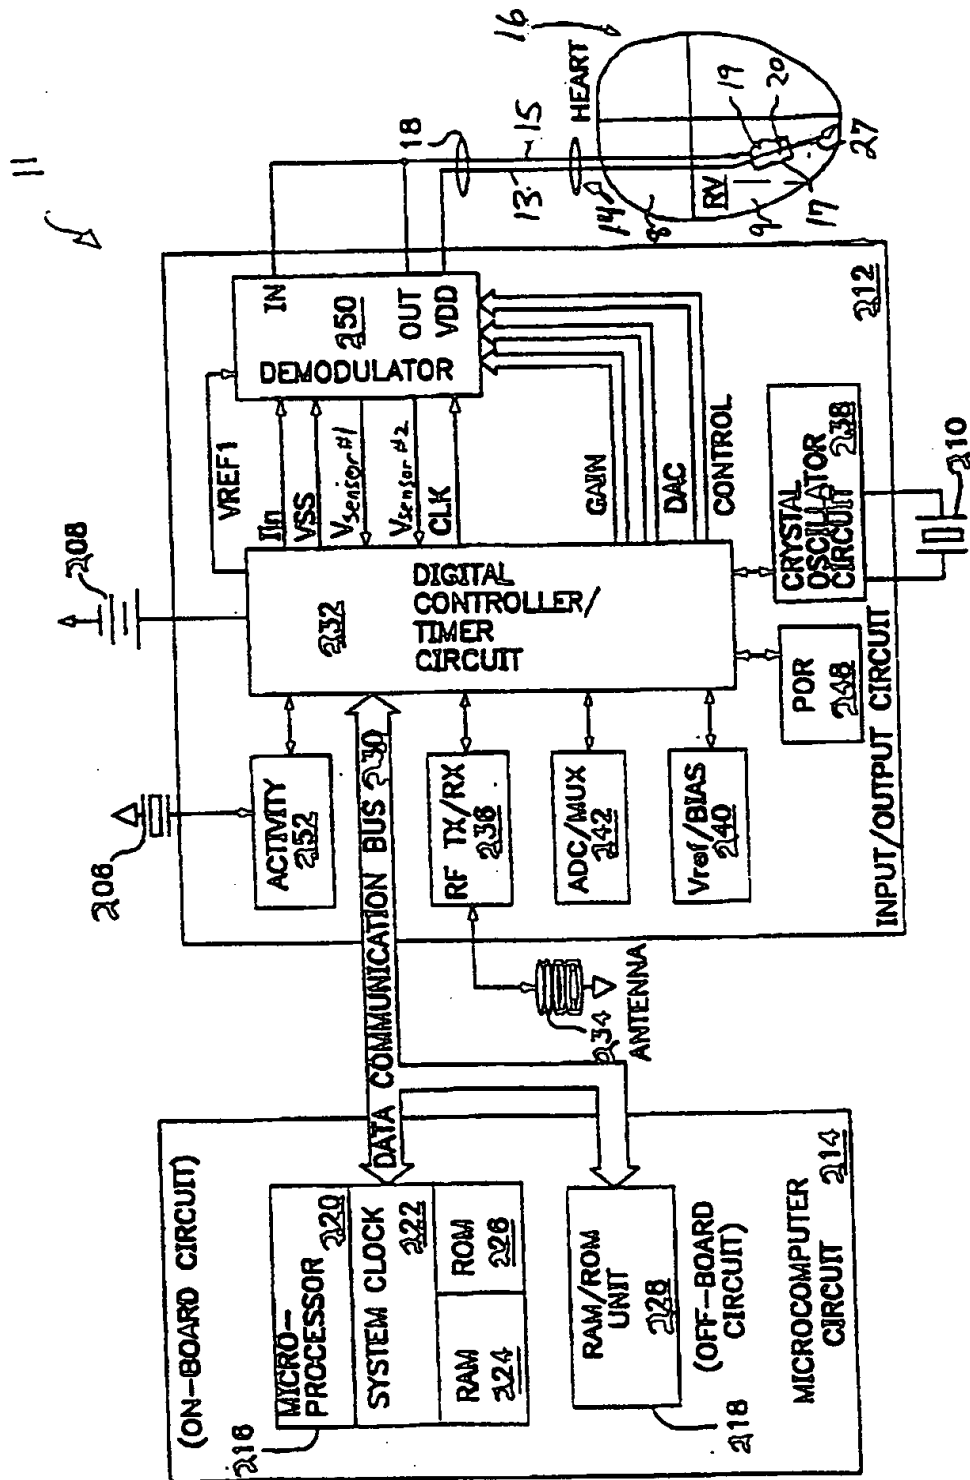 11
(ON-BOARD CIRCUIT)
216
MICRO-
PROCESSOR
220
SYSTEM CLOCK
222
RAM
224
ROM
226
RAM/ROM
UNIT
228
218
(OFF-BOARD
CIRCUIT)
MICROCOMPUTER
CIRCUIT
214
DATA COMMUNICATION BUS 230
234
ANTENNA
206
208
ACTIVITY
252
RF TX/RX
236
ADC/MUX
242
Vref/BIAS
240
POR
248
232
DIGITAL
CONTROLLER/
TIMER
CIRCUIT
VREF1
Iin
VSS
Vsensor #1
Vsensor #2
CLK
GAIN
DAC
CONTROL
IN
250
DEMODULATOR
OUT
VDD
CRYSTAL
OSCILLATOR
CIRCUIT 238
210
INPUT/OUTPUT CIRCUIT
212
18
13
15
14
HEART
16
8
RV
9
19
20
17
27